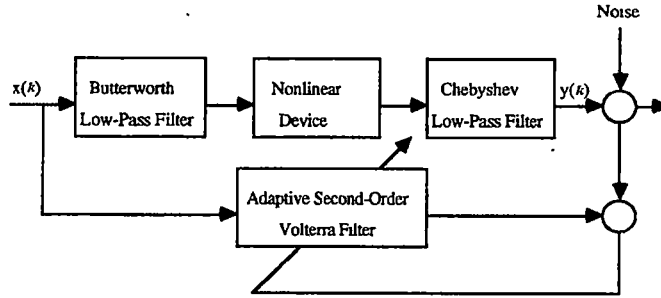 Noise
x(k)
Butterworth
Low-Pass Filter
Nonlinear
Device
Chebyshev
Low-Pass Filter
y(k)
Adaptive Second-Order
Volterra Filter